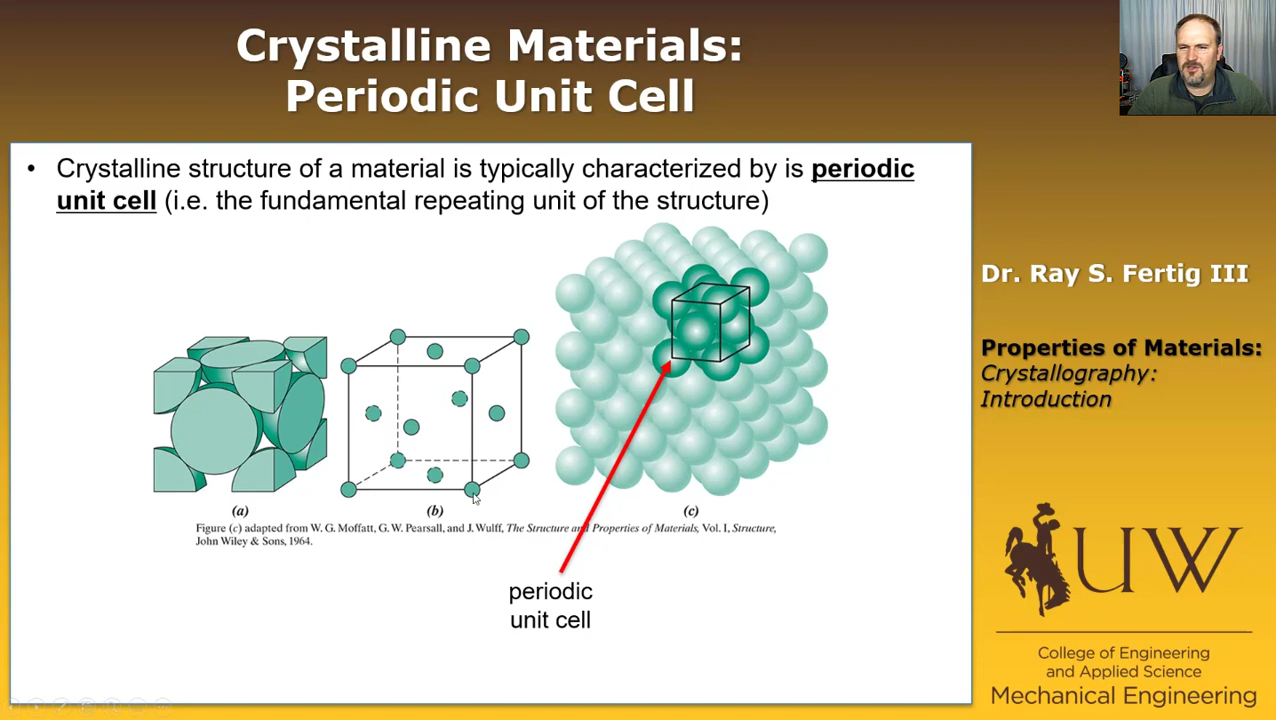 Crystalline Materials:
Periodic Unit Cell
• Crystalline structure of a material is typically characterized by is periodic
unit cell (i.e. the fundamental repeating unit of the structure)
(a)
(b)
(c)
Figure (c) adapted from W. G. Moffatt, G. W. Pearsall, and J. Wulff, The Structure and Properties of Materials, Vol. I, Structure,
John Wiley & Sons, 1964.
periodic
unit cell
Dr. Ray S. Fertig III
Properties of Materials:
Crystallography:
Introduction
UW
College of Engineering
and Applied Science
Mechanical Engineering